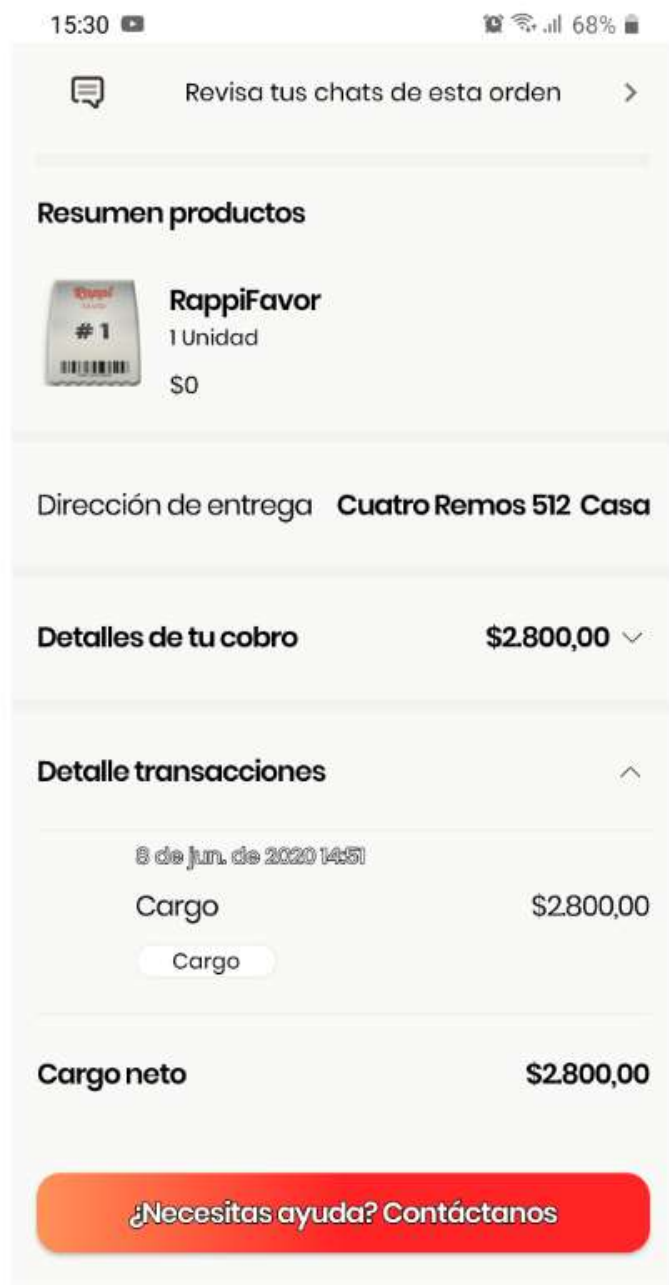 15:30 68%
Revisa tus chats de esta orden
Resumen productos
Rappi
# 1
RappiFavor
1 Unidad
$0
Dirección de entrega Cuatro Remos 512 Casa
Detalles de tu cobro $2.800,00
Detalle transacciones
8 de jun. de 2020 14:51
Cargo $2.800,00
Cargo
Cargo neto $2.800,00
¿Necesitas ayuda? Contáctanos